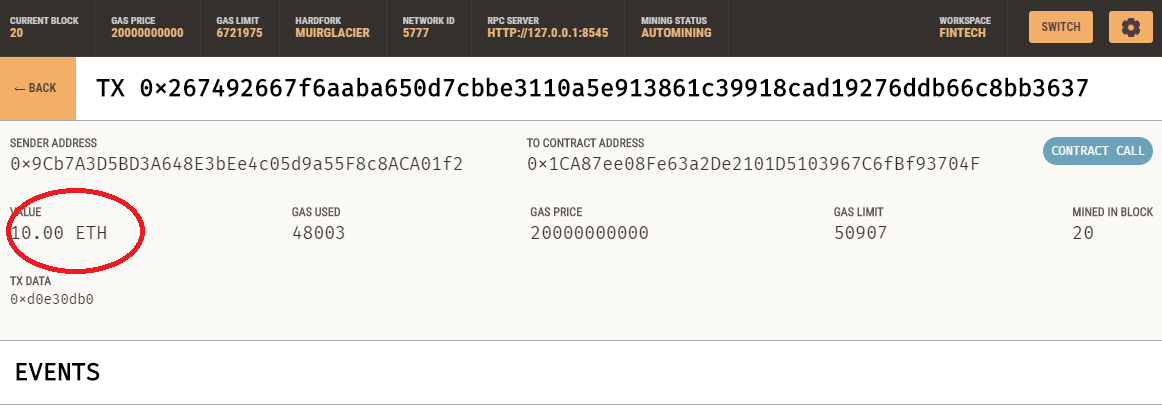 CURRENT BLOCK GAS PRICE GAS LIMIT HARDFORK NETWORK ID RPC SERVER MINING STATUS WORKSPACE
20 20000000000 6721975 MUIRGLACIER 5777 HTTP://127.0.0.1:8545 AUTOMINING FINTECH SWITCH
← BACK TX 0×267492667f6aaba650d7cbbe3110a5e913861c39918cad19276ddb66c8bb3637
SENDER ADDRESS TO CONTRACT ADDRESS
0×9Cb7A3D5BD3A648E3bEe4c05d9a55F8c8ACA01f2 0×1CA87ee08Fe63a2De2101D5103967C6fBf93704F CONTRACT CALL
VALUE GAS USED GAS PRICE GAS LIMIT MINED IN BLOCK
10.00 ETH 48003 20000000000 50907 20
TX DATA
0×d0e30db0
EVENTS